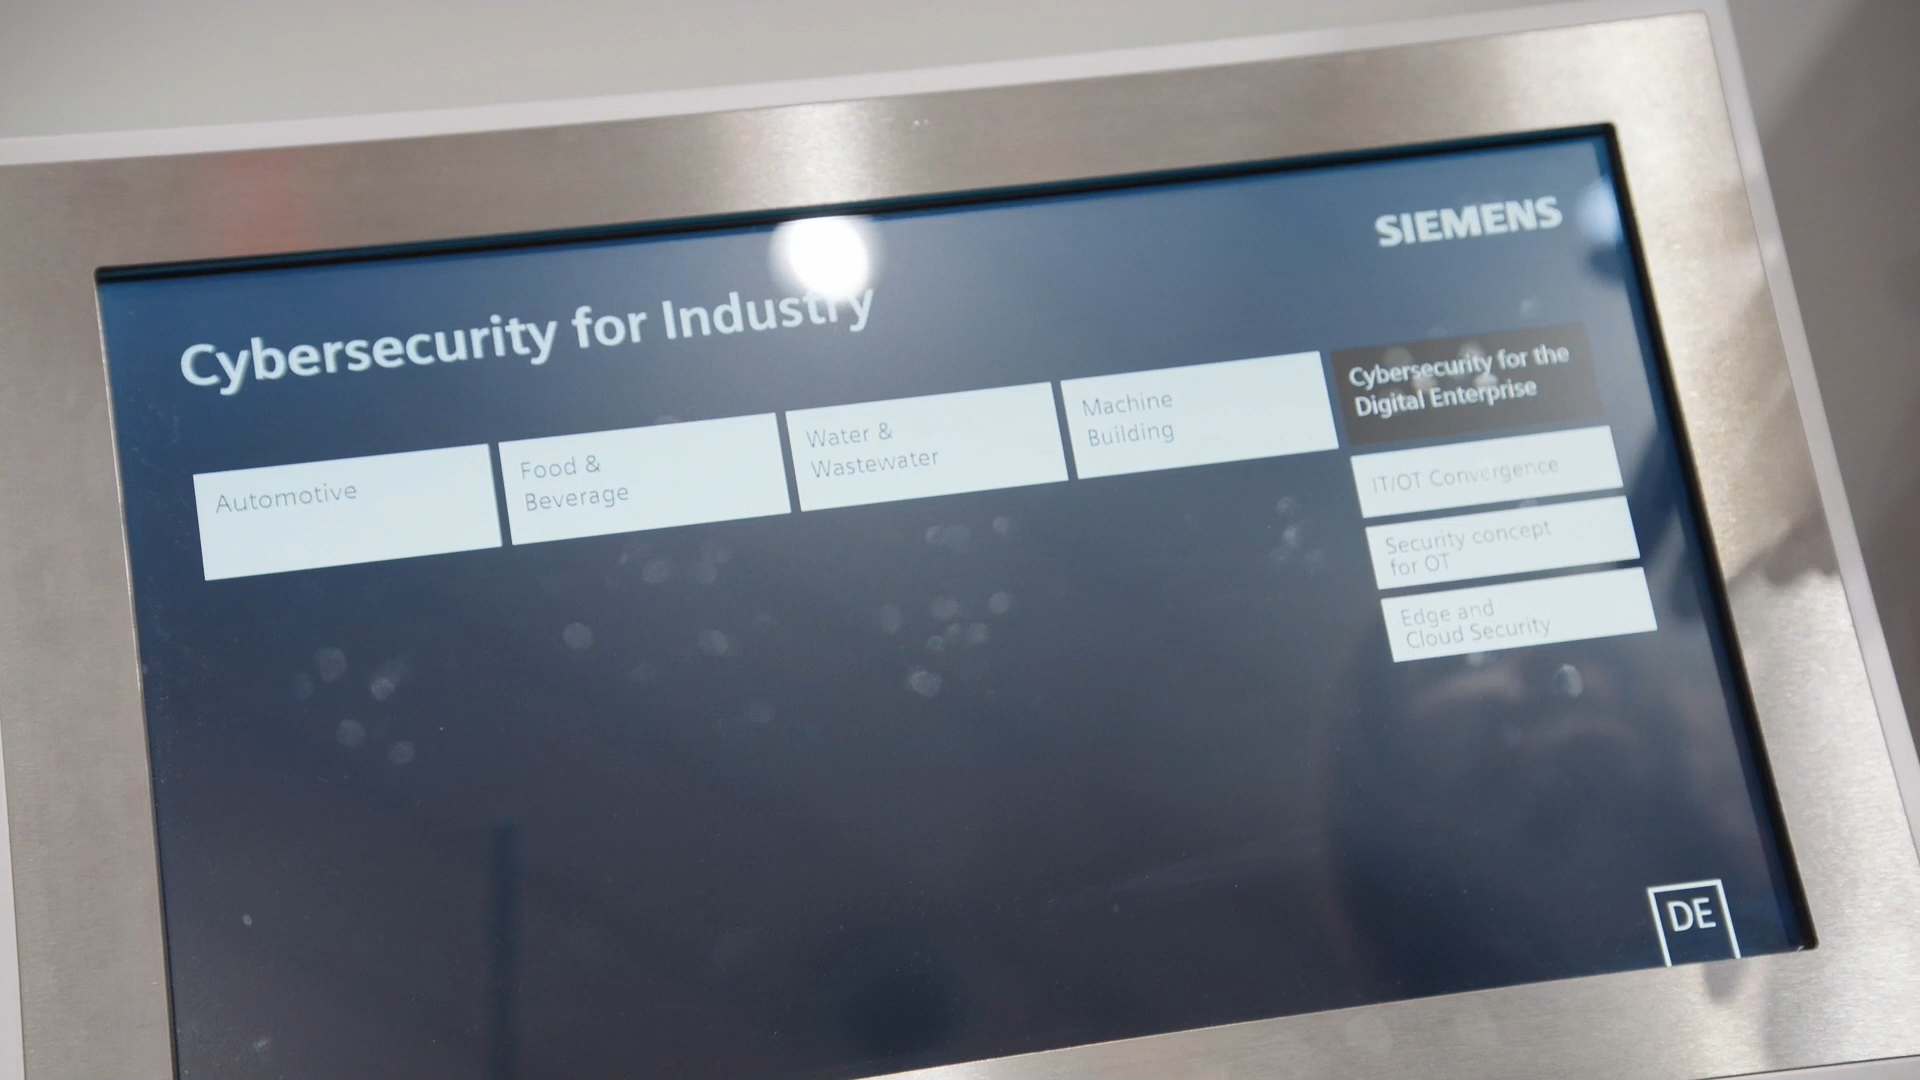 SIEMENS
Cybersecurity for Industry
Automotive
Food &
Beverage
Water &
Wastewater
Machine
Building
Cybersecurity for the
Digital Enterprise
IT/OT Convergence
Security concept
for OT
Edge and
Cloud Security
DE